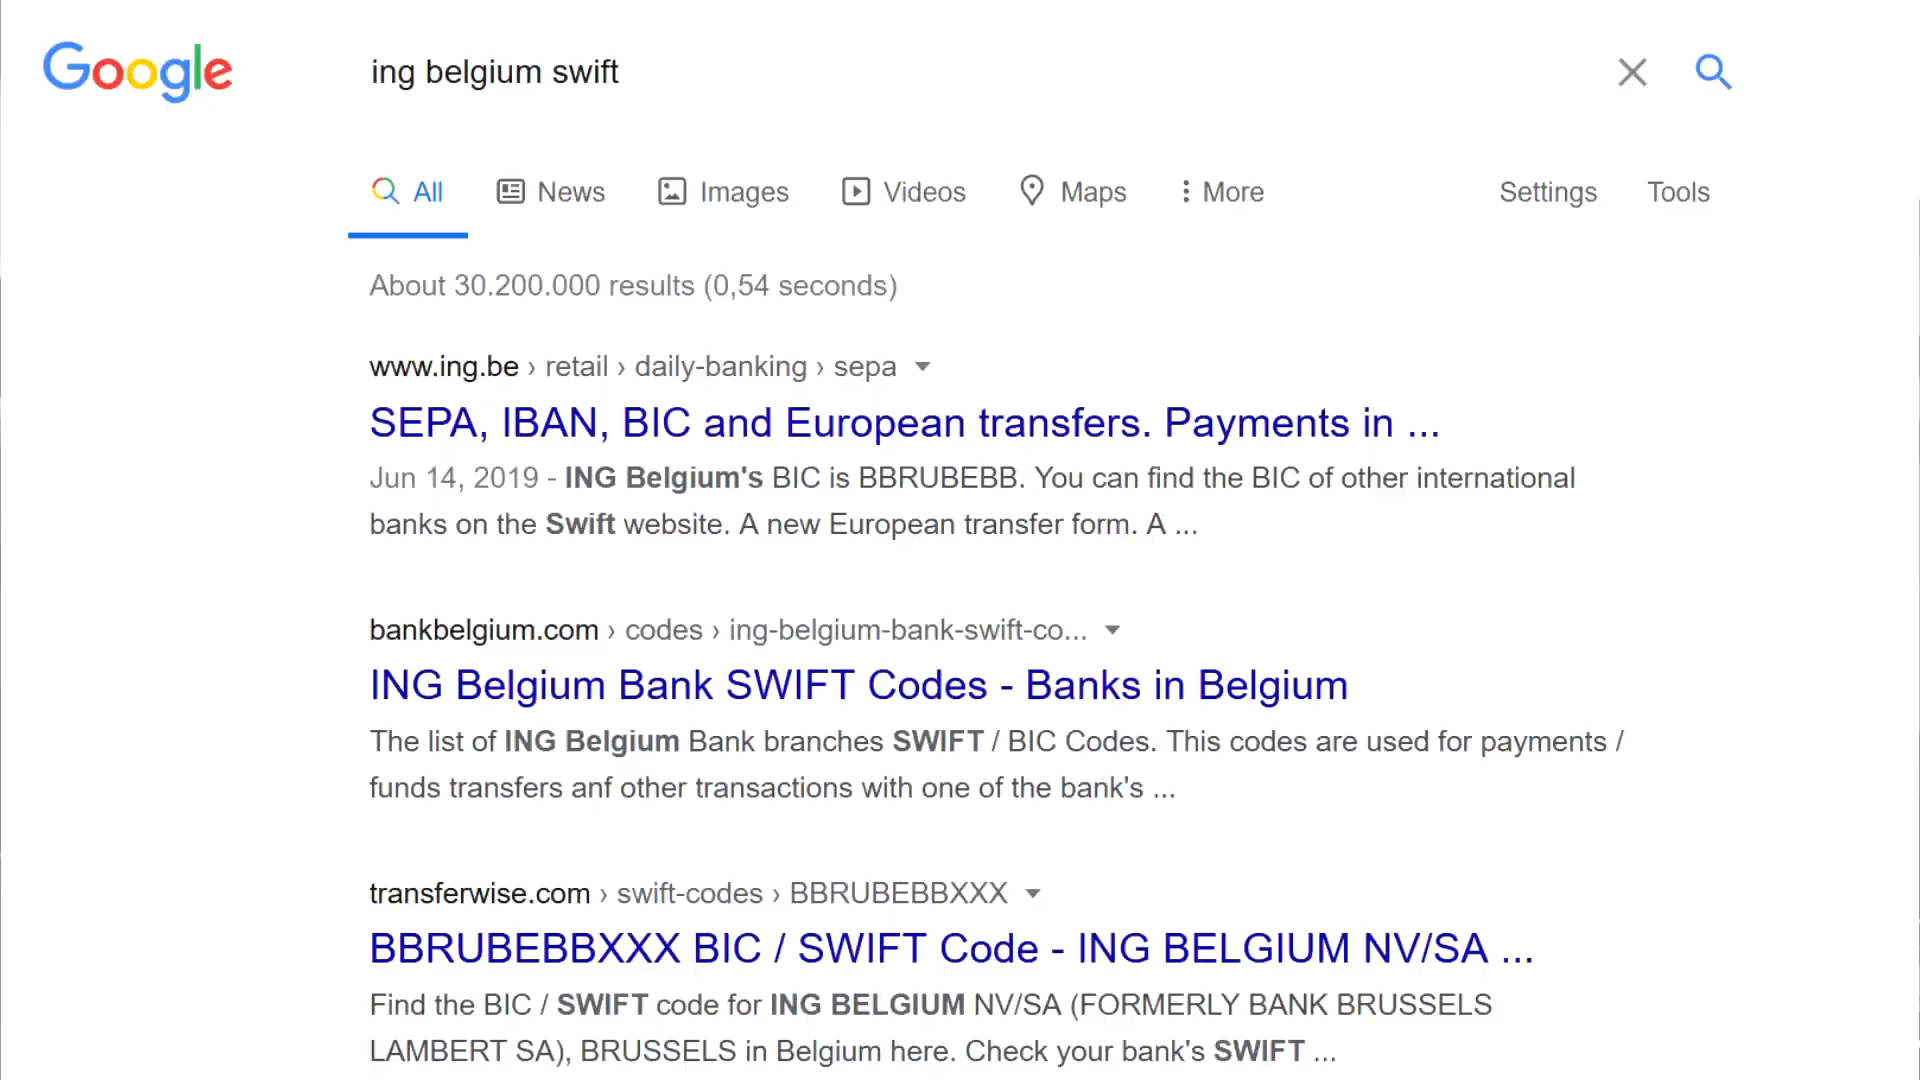 Google ing belgium swift
All News Images Videos Maps More Settings Tools
About 30.200.000 results (0,54 seconds)
www.ing.be › retail › daily-banking › sepa
SEPA, IBAN, BIC and European transfers. Payments in ...
Jun 14, 2019 - ING Belgium's BIC is BBRUBEBB. You can find the BIC of other international
banks on the Swift website. A new European transfer form. A ...
bankbelgium.com › codes › ing-belgium-bank-swift-co...
ING Belgium Bank SWIFT Codes - Banks in Belgium
The list of ING Belgium Bank branches SWIFT / BIC Codes. This codes are used for payments /
funds transfers anf other transactions with one of the bank's ...
transferwise.com › swift-codes › BBRUBEBBXXX
BBRUBEBBXXX BIC / SWIFT Code - ING BELGIUM NV/SA ...
Find the BIC / SWIFT code for ING BELGIUM NV/SA (FORMERLY BANK BRUSSELS
LAMBERT SA), BRUSSELS in Belgium here. Check your bank's SWIFT ...